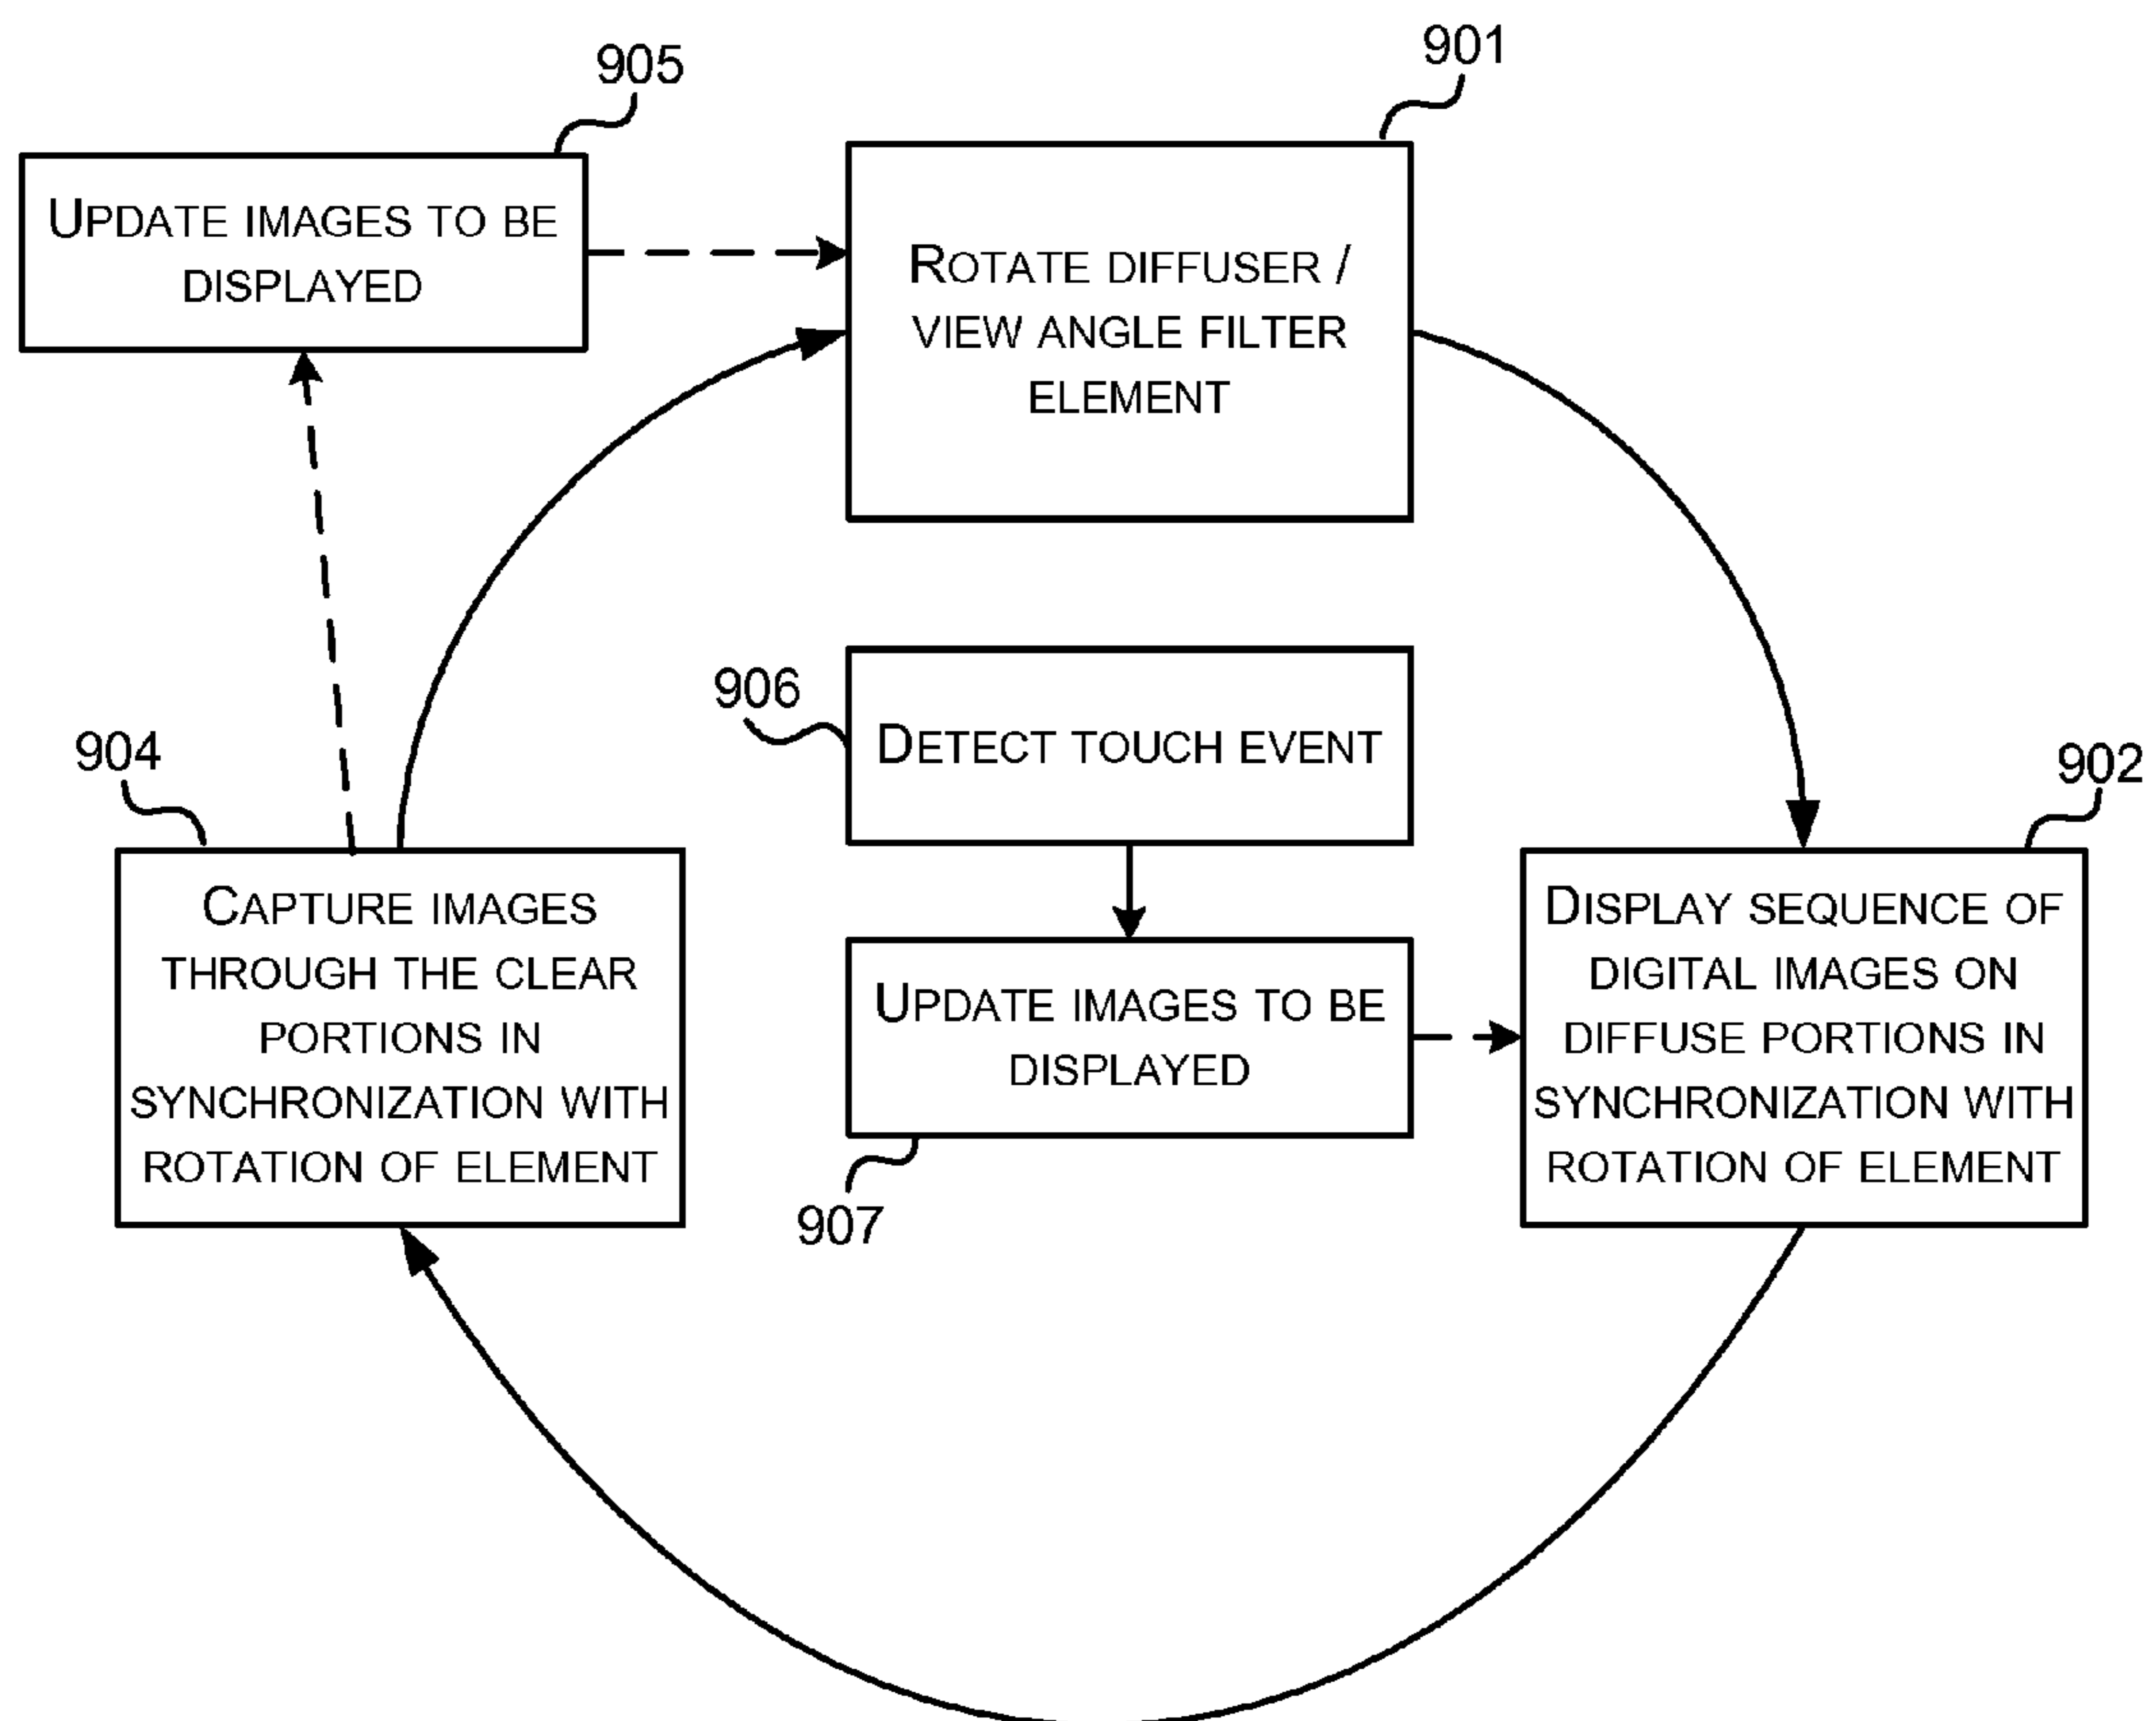 905
901
UPDATE IMAGES TO BE
DISPLAYED
ROTATE DIFFUSER /
VIEW ANGLE FILTER
ELEMENT
906
DETECT TOUCH EVENT
904
902
CAPTURE IMAGES
THROUGH THE CLEAR
PORTIONS IN
SYNCHRONIZATION WITH
ROTATION OF ELEMENT
UPDATE IMAGES TO BE
DISPLAYED
907
DISPLAY SEQUENCE OF
DIGITAL IMAGES ON
DIFFUSE PORTIONS IN
SYNCHRONIZATION WITH
ROTATION OF ELEMENT